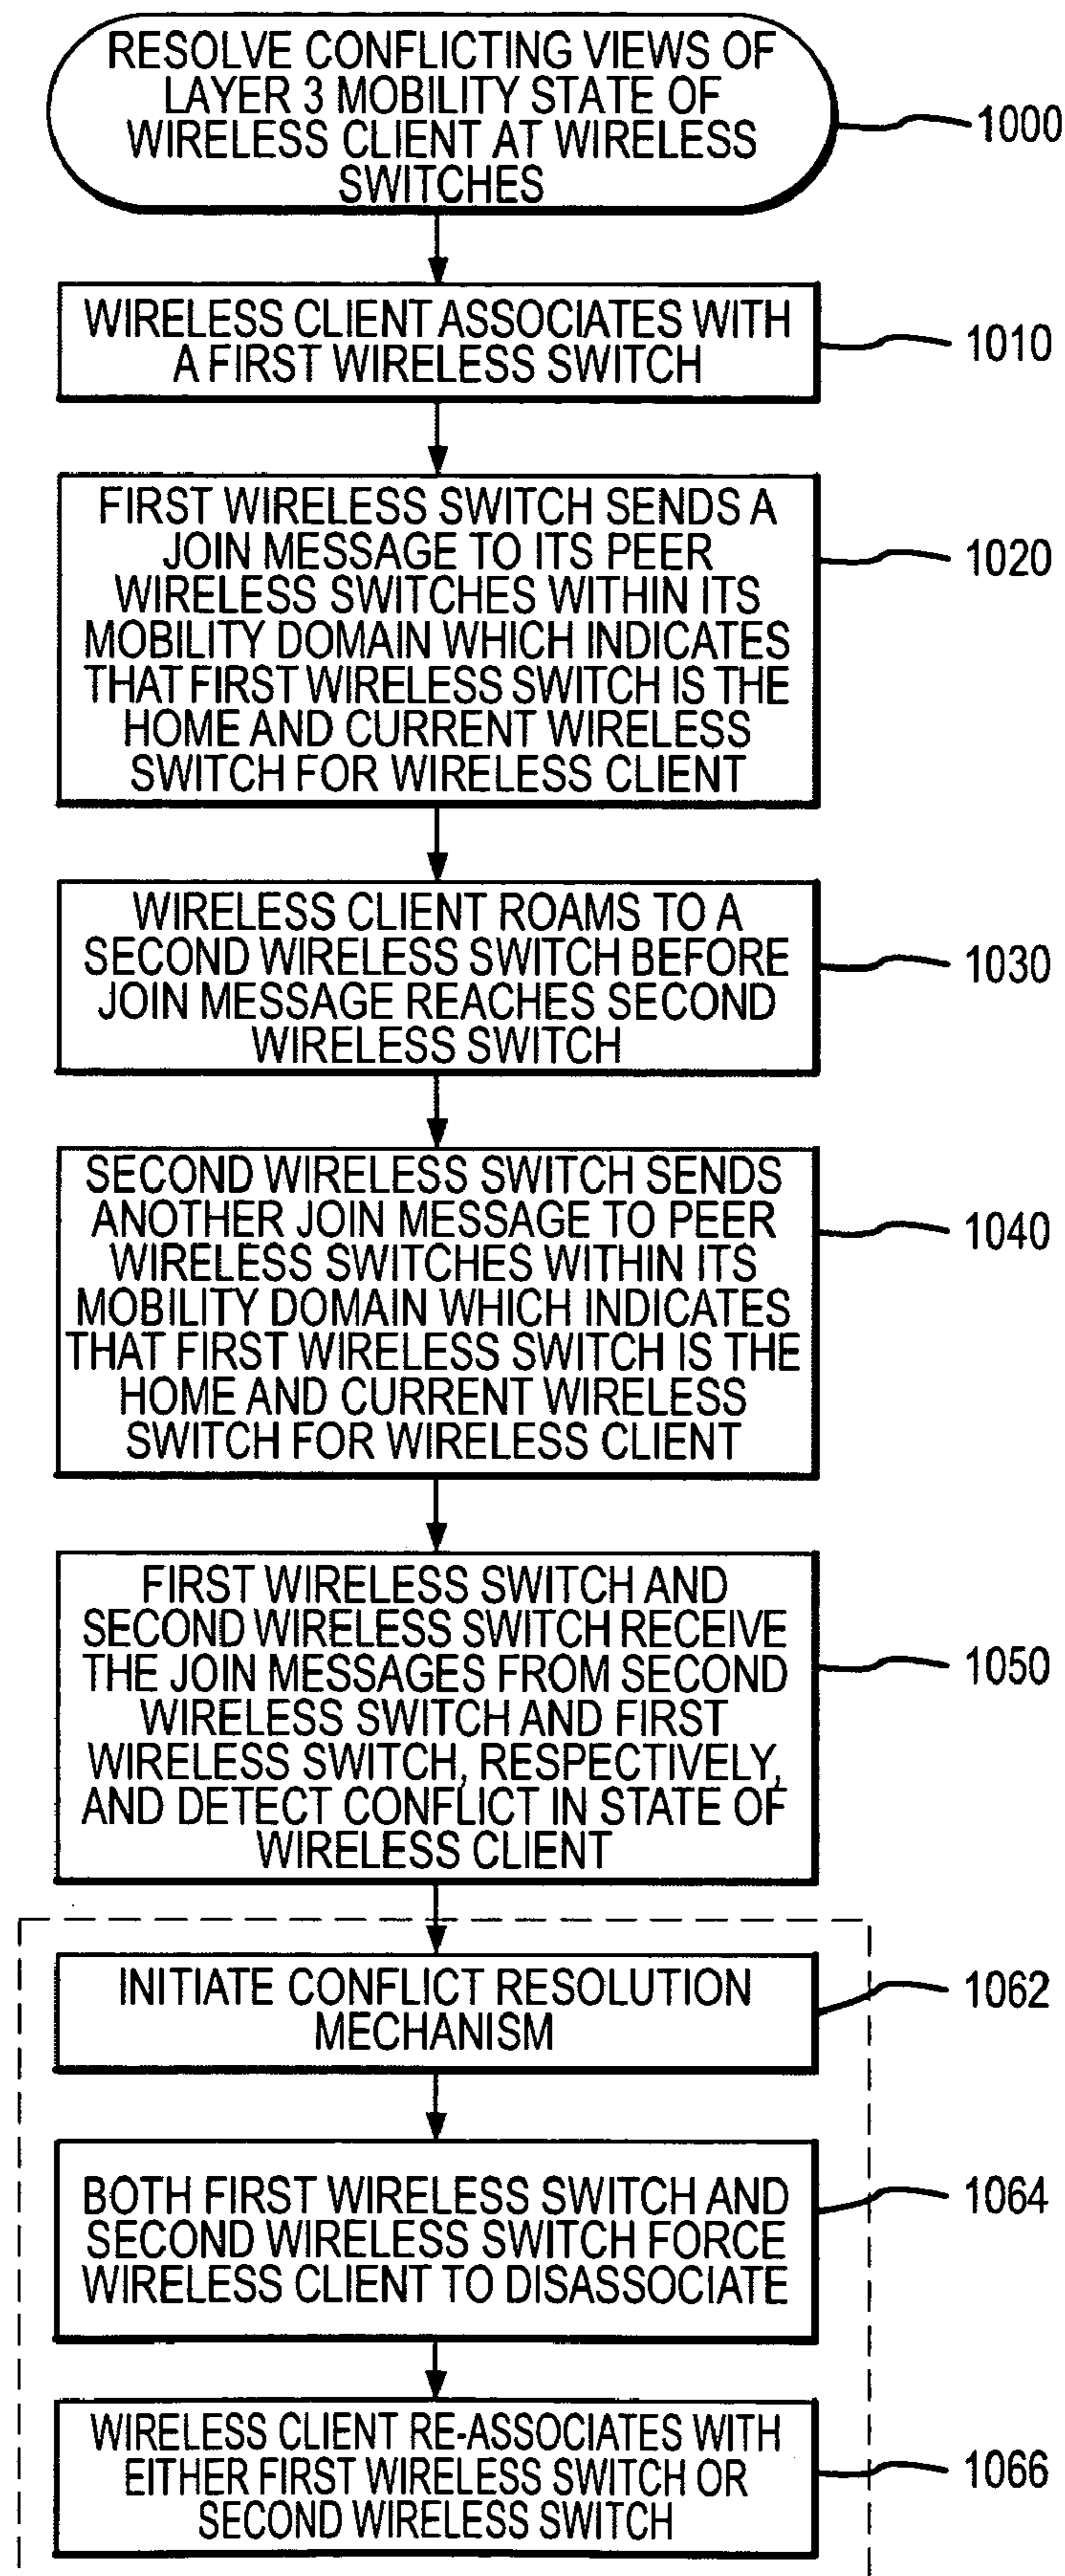 RESOLVE CONFLICTING VIEWS OF
LAYER 3 MOBILITY STATE OF
WIRELESS CLIENT AT WIRELESS
SWITCHES
1000
WIRELESS CLIENT ASSOCIATES WITH
A FIRST WIRELESS SWITCH
1010
FIRST WIRELESS SWITCH SENDS A
JOIN MESSAGE TO ITS PEER
WIRELESS SWITCHES WITHIN ITS
MOBILITY DOMAIN WHICH INDICATES
THAT FIRST WIRELESS SWITCH IS THE
HOME AND CURRENT WIRELESS
SWITCH FOR WIRELESS CLIENT
1020
WIRELESS CLIENT ROAMS TO A
SECOND WIRELESS SWITCH BEFORE
JOIN MESSAGE REACHES SECOND
WIRELESS SWITCH
1030
SECOND WIRELESS SWITCH SENDS
ANOTHER JOIN MESSAGE TO PEER
WIRELESS SWITCHES WITHIN ITS
MOBILITY DOMAIN WHICH INDICATES
THAT FIRST WIRELESS SWITCH IS THE
HOME AND CURRENT WIRELESS
SWITCH FOR WIRELESS CLIENT
1040
FIRST WIRELESS SWITCH AND
SECOND WIRELESS SWITCH RECEIVE
THE JOIN MESSAGES FROM SECOND
WIRELESS SWITCH AND FIRST
WIRELESS SWITCH, RESPECTIVELY,
AND DETECT CONFLICT IN STATE OF
WIRELESS CLIENT
1050
INITIATE CONFLICT RESOLUTION
MECHANISM
1062
BOTH FIRST WIRELESS SWITCH AND
SECOND WIRELESS SWITCH FORCE
WIRELESS CLIENT TO DISASSOCIATE
1064
WIRELESS CLIENT RE-ASSOCIATES WITH
EITHER FIRST WIRELESS SWITCH OR
SECOND WIRELESS SWITCH
1066